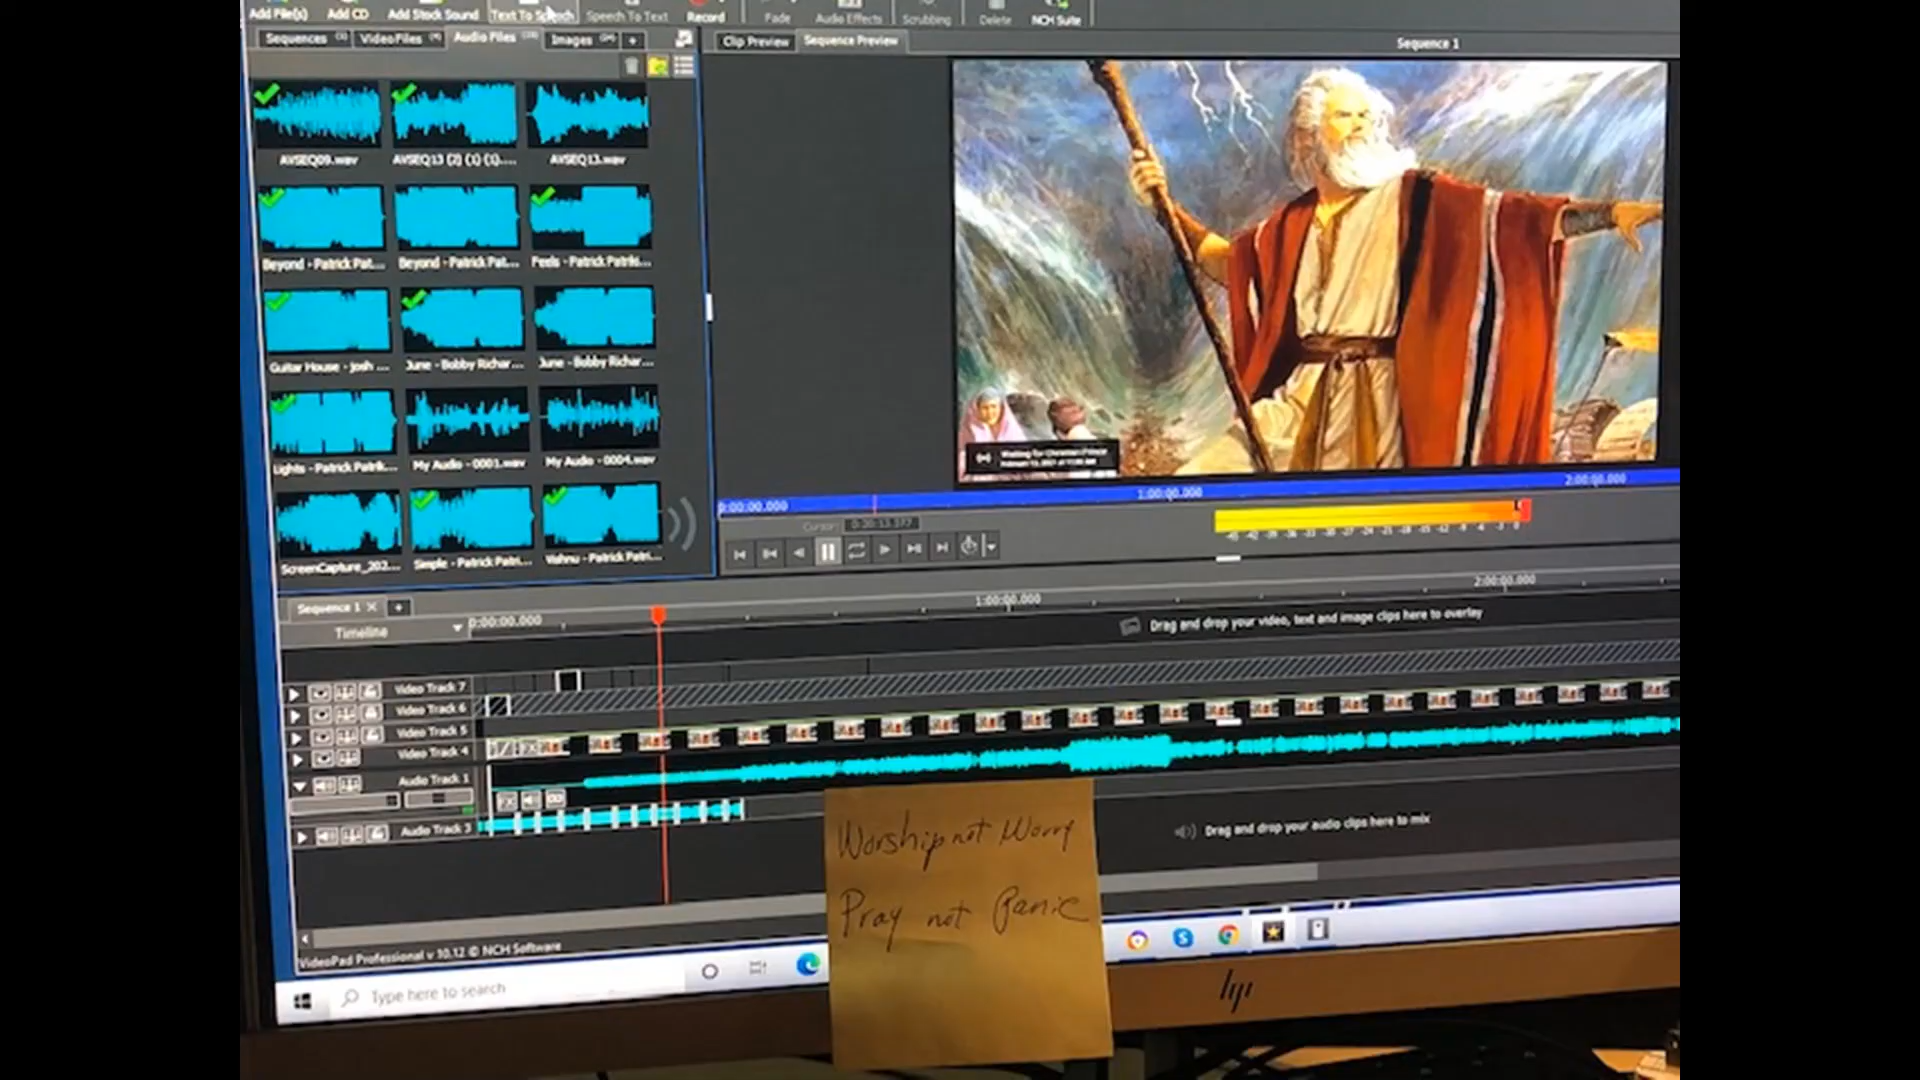 Add File(s) Add CD Add Stock Sound Text To Speech Speech To Text Record Fade Audio Effects Scrubbing Delete NCH Suite
Sequences Video Files Audio Files Images +
Clip Preview Sequence Preview
Sequence 1
AVSEQ09.wav AVSEQ13 (2) (1) (1).... AVSEQ13.wav
Beyond - Patrick Pat... Beyond - Patrick Pat... Feels - Patrick Patrik...
Guitar House - josh ... June - Bobby Richar... June - Bobby Richar...
Lights - Patrick Patrik... My Audio - 0001.wav My Audio - 0004.wav
ScreenCapture_202... Simple - Patrick Patri... Vishnu - Patrick Patri...
0:00:00.000 1:00:00.000 2:00:00.000
Cursor:
Sequence 1 × +
Timeline
0:00:00.000 1:00:00.000 2:00:00.000
Drag and drop your video, text and image clips here to overlay
Video Track 7
Video Track 6
Video Track 5
Video Track 4
Audio Track 1
FX
Audio Track 3
Drag and drop your audio clips here to mix
Worship not Worry
Pray not Panic
VideoPad Professional v 10.12 © NCH Software
Type here to search
hp